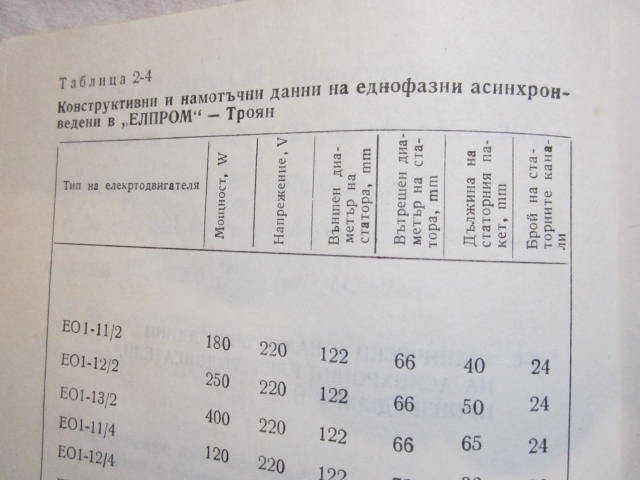 Таблица 2-4
Конструктивни и намотъчни данни на еднофазни асинхрон-
ведени в „ЕЛПРОМ“ — Троян
Тип на електродвигателя
Мощност, W
Напрежение, V
Външен диа-
метър на
статора, mm
Вътрешен диа-
метър на ста-
тора, mm
Дължина на
статорния па-
кет, mm
Брой на ста-
торните кана-
ли
ЕО1-11/2 180 220 122 66 40 24
ЕО1-12/2 250 220 122 66 50 24
ЕО1-13/2 400 220 122 66 65 24
ЕО1-11/4 120 220 122
ЕО1-12/4